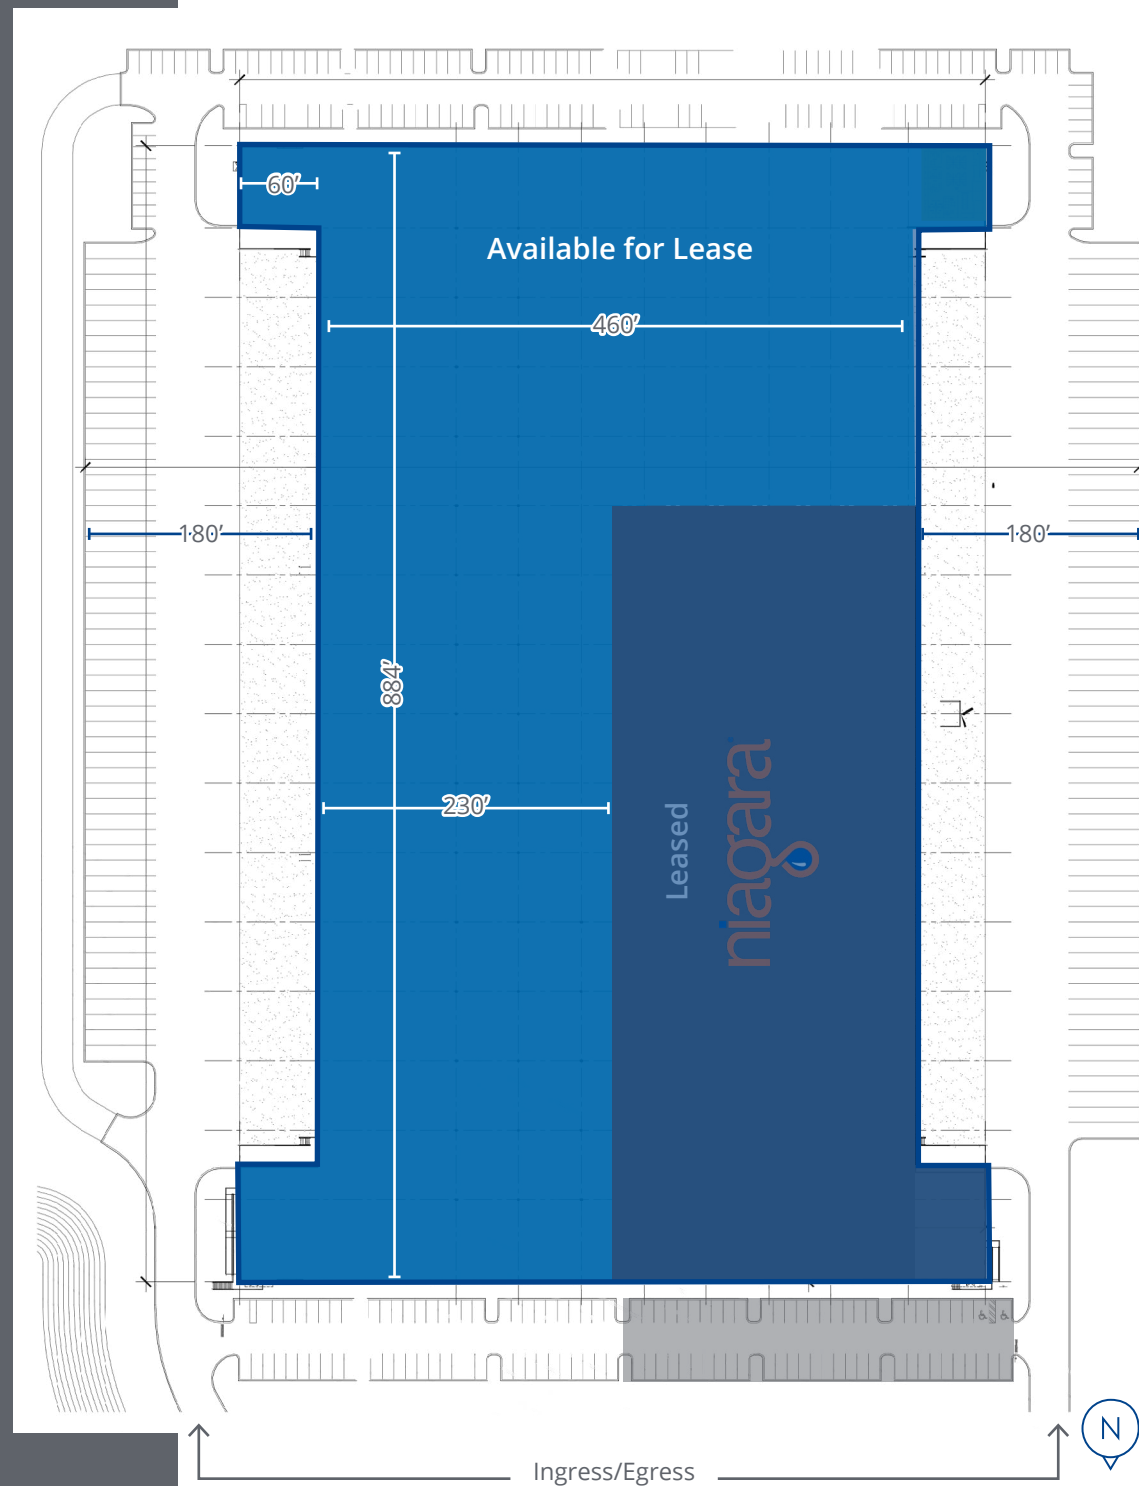 60’
Available for Lease
460’
180’
180’
884’
230’
Leased
niagara
Ingress/Egress
N